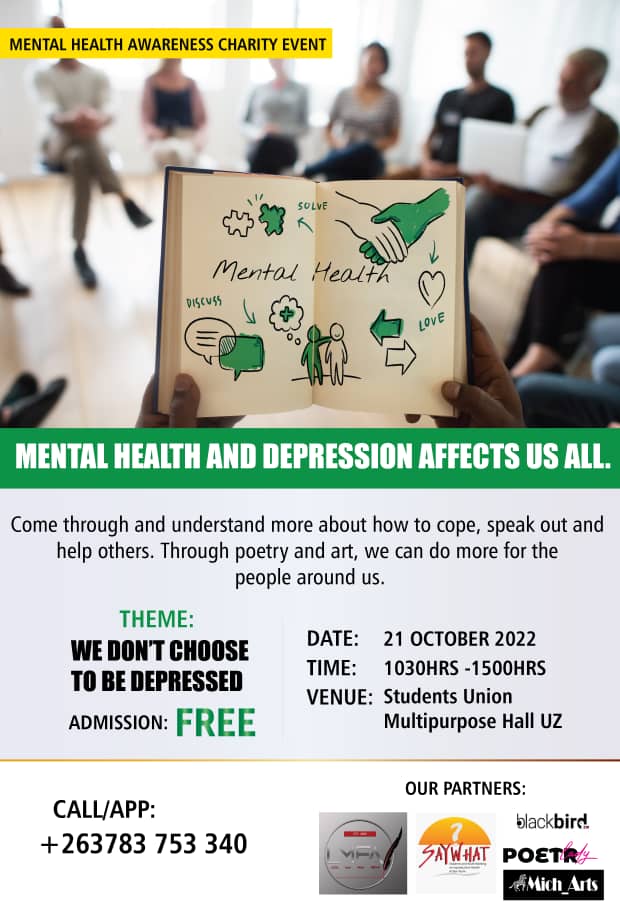 MENTAL HEALTH AWARENESS CHARITY EVENT
SOLVE
Mental Health
DISCUSS
LOVE
MENTAL HEALTH AND DEPRESSION AFFECTS US ALL.
Come through and understand more about how to cope, speak out and
help others. Through poetry and art, we can do more for the
people around us.
THEME:
WE DON'T CHOOSE
TO BE DEPRESSED
ADMISSION: FREE
DATE: 21 OCTOBER 2022
TIME: 1030HRS -1500HRS
VENUE: Students Union
Multipurpose Hall UZ
CALL/APP:
+263783 753 340
OUR PARTNERS:
LMFA
SAYWHAT
blackbird
POETRlady
Mich_Arts